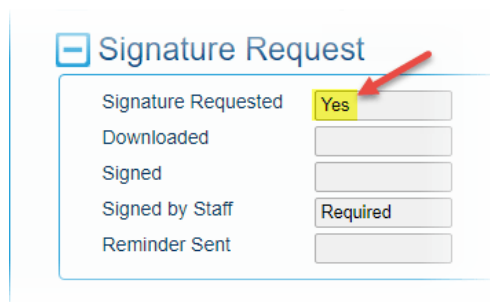 Signature Request
Signature Requested Yes
Downloaded
Signed
Signed by Staff Required
Reminder Sent